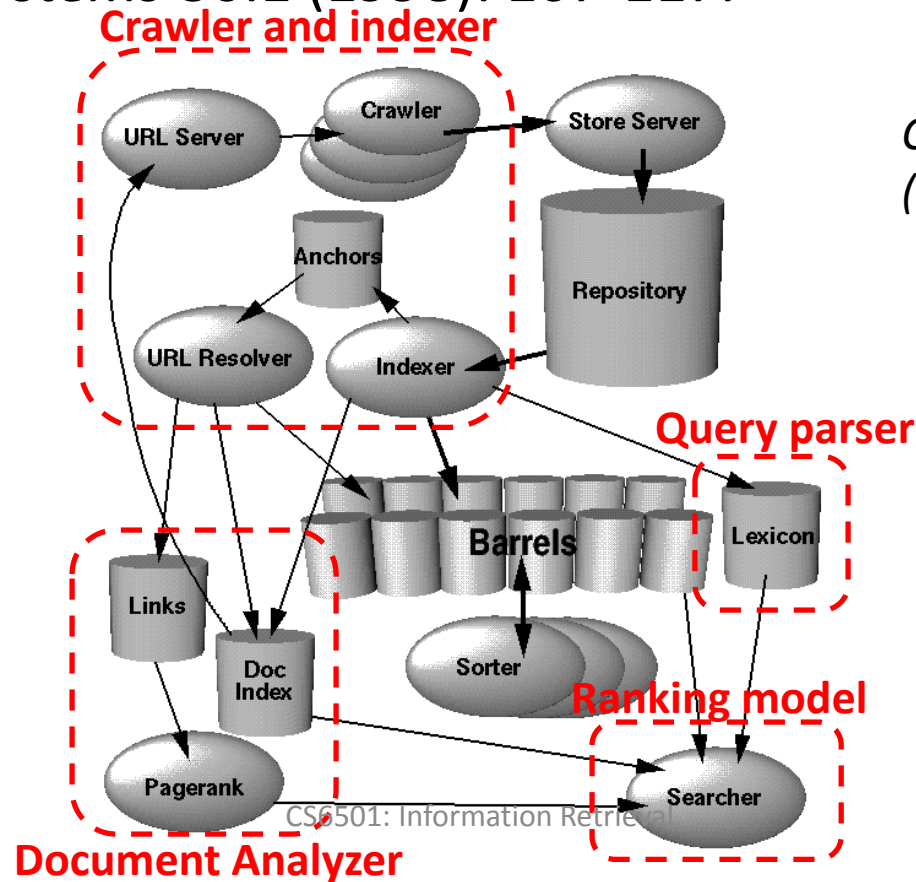 Crawler and indexer
Crawler
URL Server
Store Server
Anchors
Repository
URL Resolver
Indexer
Query parser
Barrels
Lexicon
Links
Doc
Index
Sorter
Ranking model
Pagerank
Searcher
CS6501: Information Retrieval
Document Analyzer